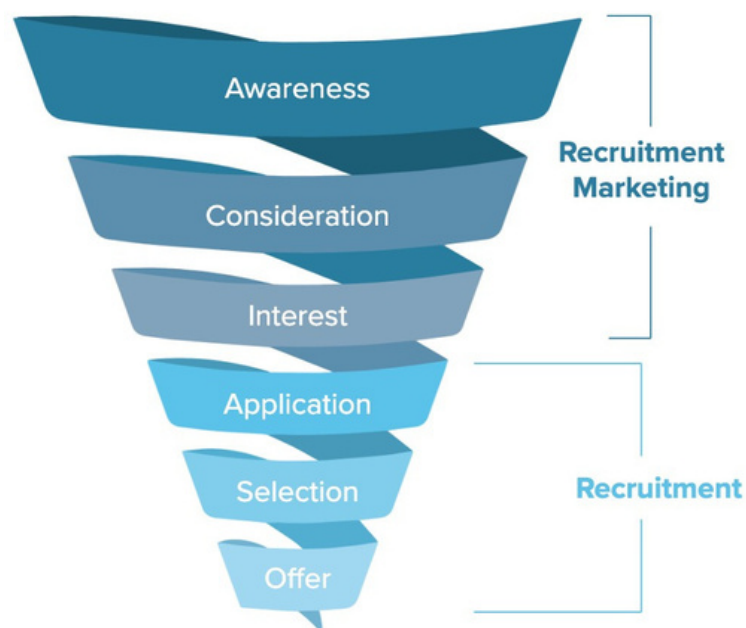 Awareness
Consideration
Interest
Application
Selection
Offer
Recruitment
Marketing
Recruitment